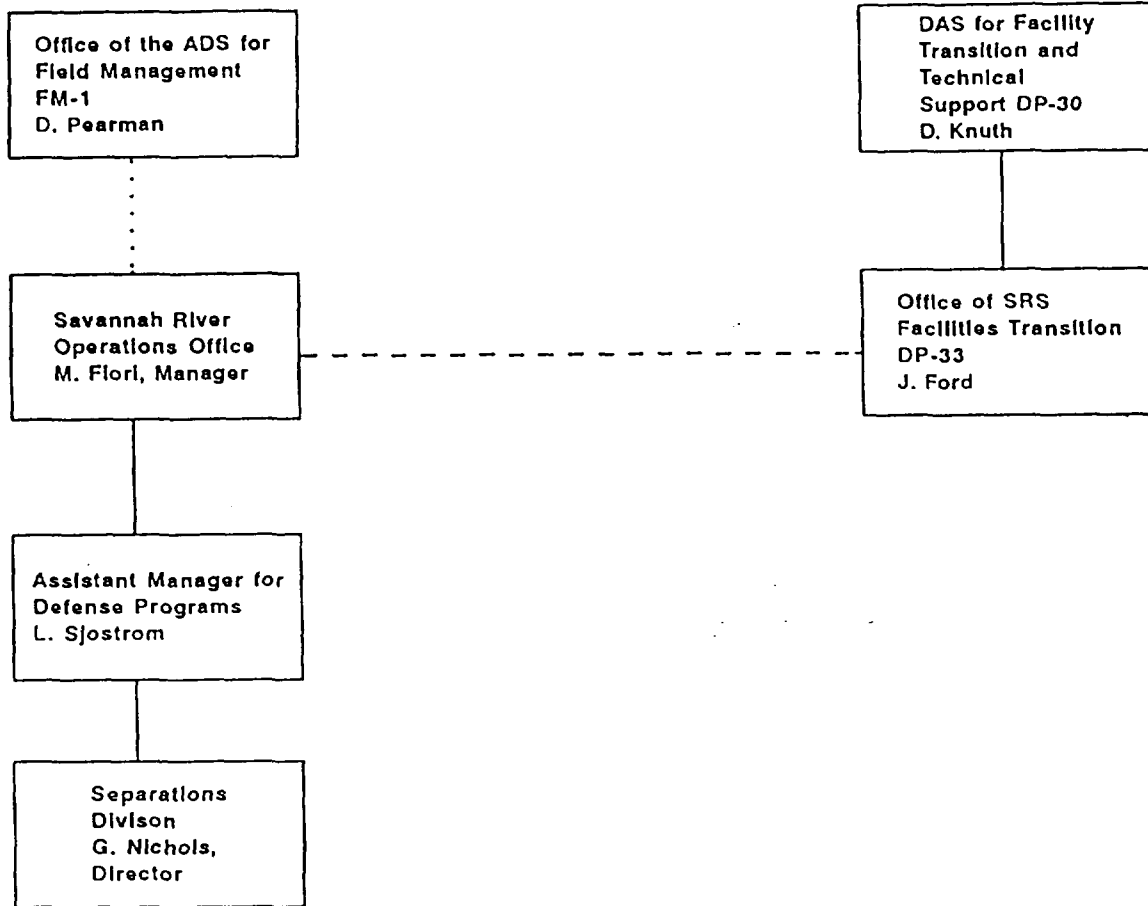 Office of the ADS for
Field Management
FM-1
D. Pearman
DAS for Facility
Transition and
Technical
Support DP-30
D. Knuth
Savannah River
Operations Office
M. Fiori, Manager
Office of SRS
Facilities Transition
DP-33
J. Ford
Assistant Manager for
Defense Programs
L. Sjostrom
Separations
Divison
G. Nichols,
Director